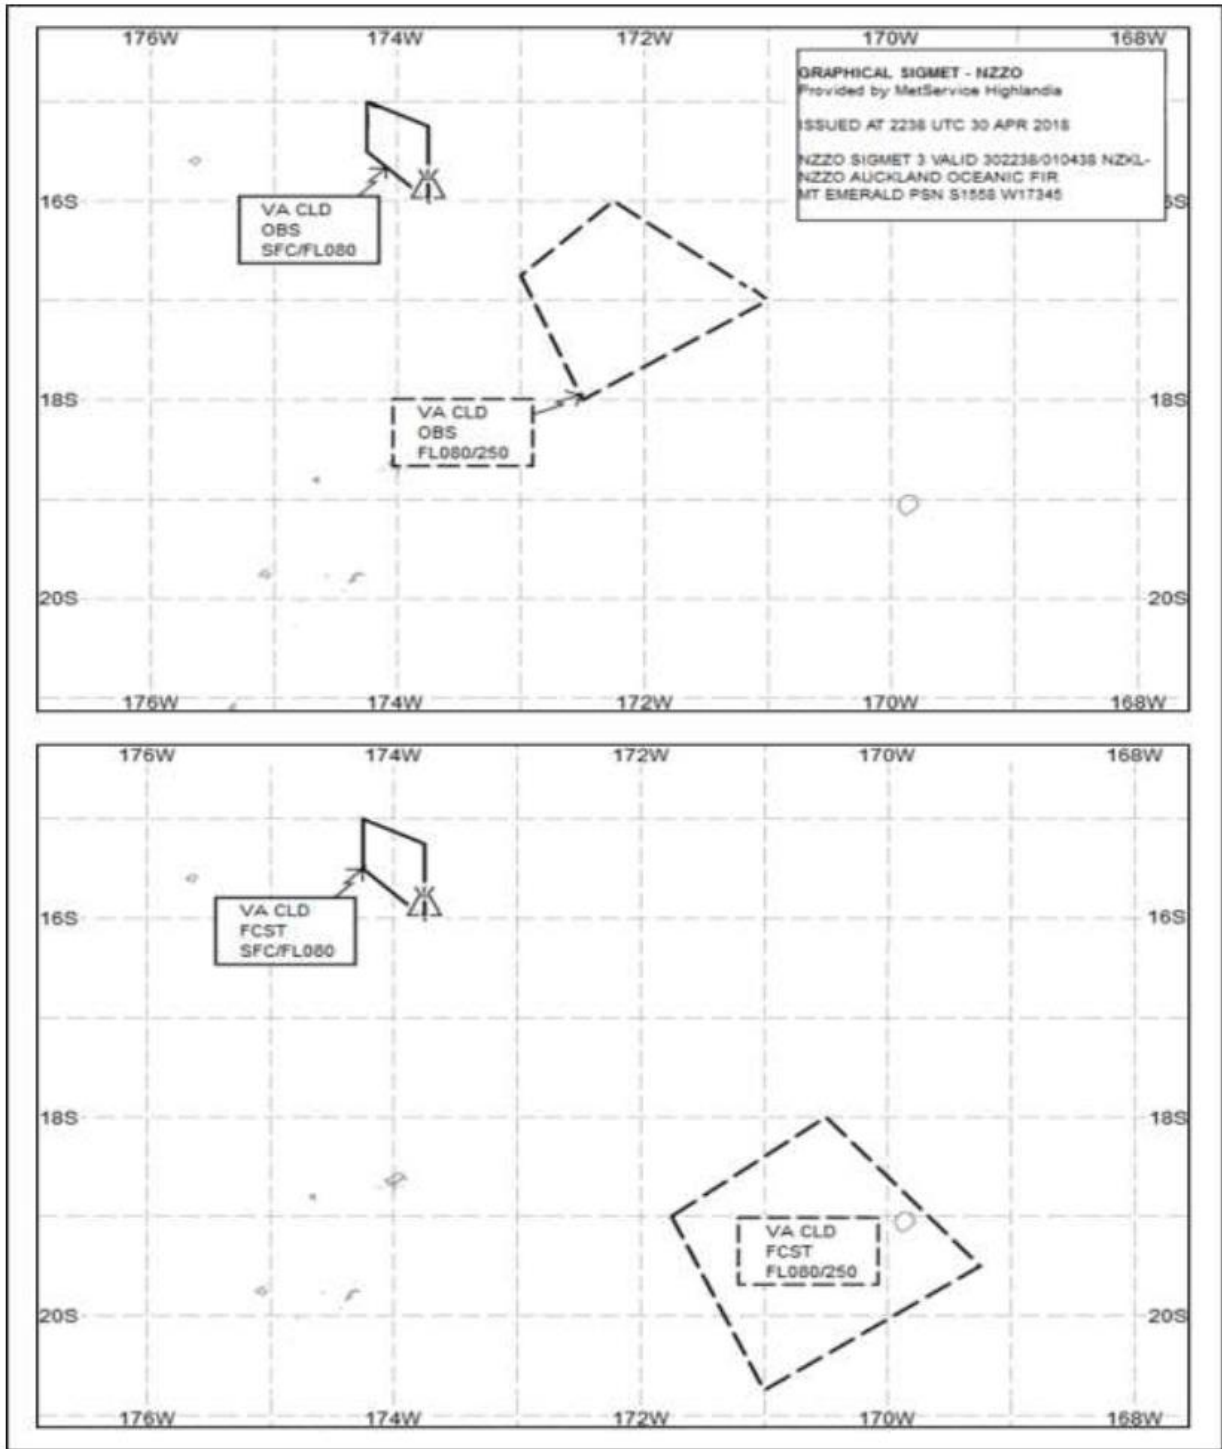 176W 174W 172W 170W 168W
GRAPHICAL SIGMET - NZZO
Provided by MetService Highlandia
ISSUED AT 2238 UTC 30 APR 2018
NZZO SIGMET 3 VALID 302238/010438 NZKL-
NZZO AUCKLAND OCEANIC FIR
MT EMERALD PSN S1558 W17345
16S 6S
VA CLD
OBS
SFC/FL080
18S 18S
VA CLD
OBS
FL080/250
20S 20S
176W 174W 172W 170W 168W
176W 174W 172W 170W 168W
VA CLD
FCST
SFC/FL080
16S 16S
18S 18S
VA CLD
FCST
FL080/250
20S 20S
176W 174W 172W 170W 168W